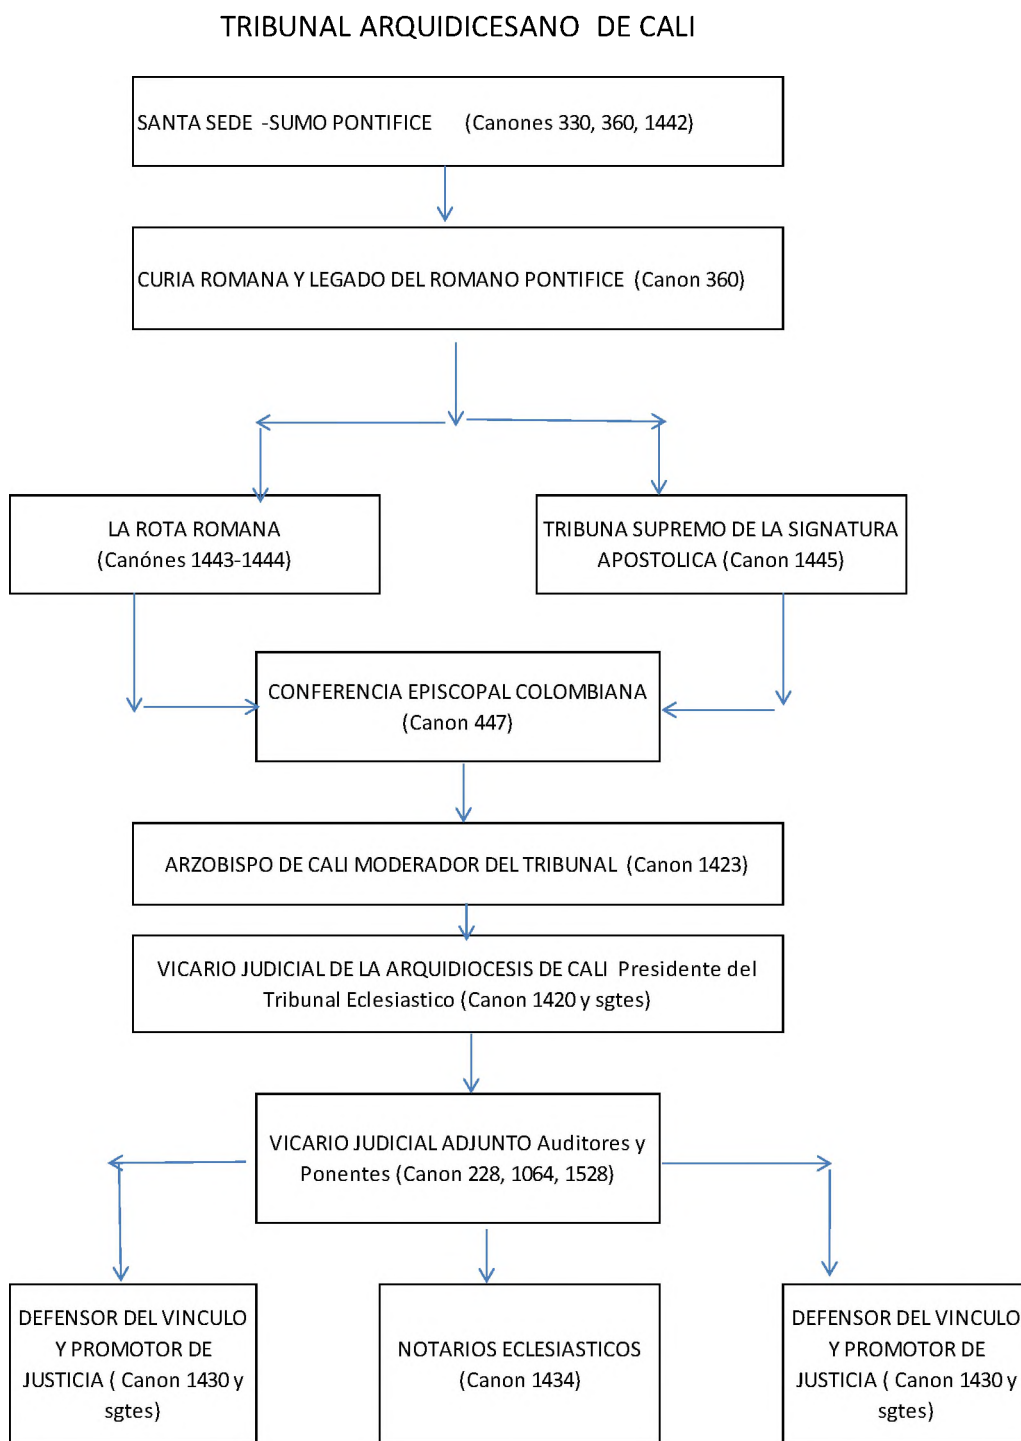 TRIBUNAL ARQUIDICESANO DE CALI
SANTA SEDE -SUMO PONTIFICE (Canones 330, 360, 1442)
CURIA ROMANA Y LEGADO DEL ROMANO PONTIFICE (Canon 360)
LA ROTA ROMANA
(Canónes 1443-1444)
TRIBUNA SUPREMO DE LA SIGNATURA
APOSTOLICA (Canon 1445)
CONFERENCIA EPISCOPAL COLOMBIANA
(Canon 447)
ARZOBISPO DE CALI MODERADOR DEL TRIBUNAL (Canon 1423)
VICARIO JUDICIAL DE LA ARQUIDIOCESIS DE CALI Presidente del
Tribunal Eclesiastico (Canon 1420 y sgtes)
VICARIO JUDICIAL ADJUNTO Auditores y
Ponentes (Canon 228, 1064, 1528)
DEFENSOR DEL VINCULO
Y PROMOTOR DE
JUSTICIA ( Canon 1430 y
sgtes)
NOTARIOS ECLESIASTICOS
(Canon 1434)
DEFENSOR DEL VINCULO
Y PROMOTOR DE
JUSTICIA ( Canon 1430 y
sgtes)